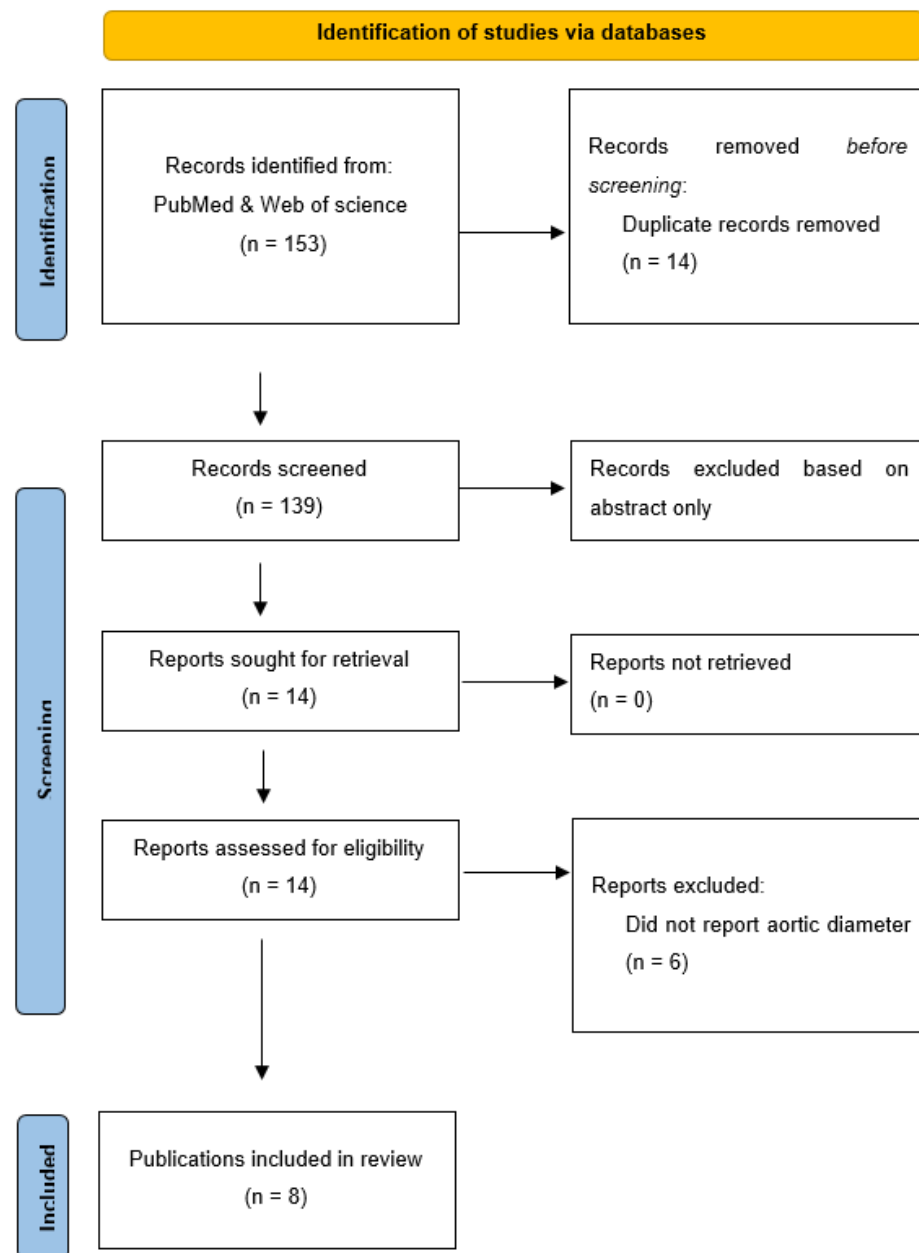 Identification of studies via databases
Identification
Records identified from:
PubMed & Web of science
(n = 153)
Records removed before
screening:
Duplicate records removed
(n = 14)
Screening
Records screened
(n = 139)
Records excluded based on
abstract only
Reports sought for retrieval
(n = 14)
Reports not retrieved
(n = 0)
Reports assessed for eligibility
(n = 14)
Reports excluded:
Did not report aortic diameter
(n = 6)
Included
Publications included in review
(n = 8)